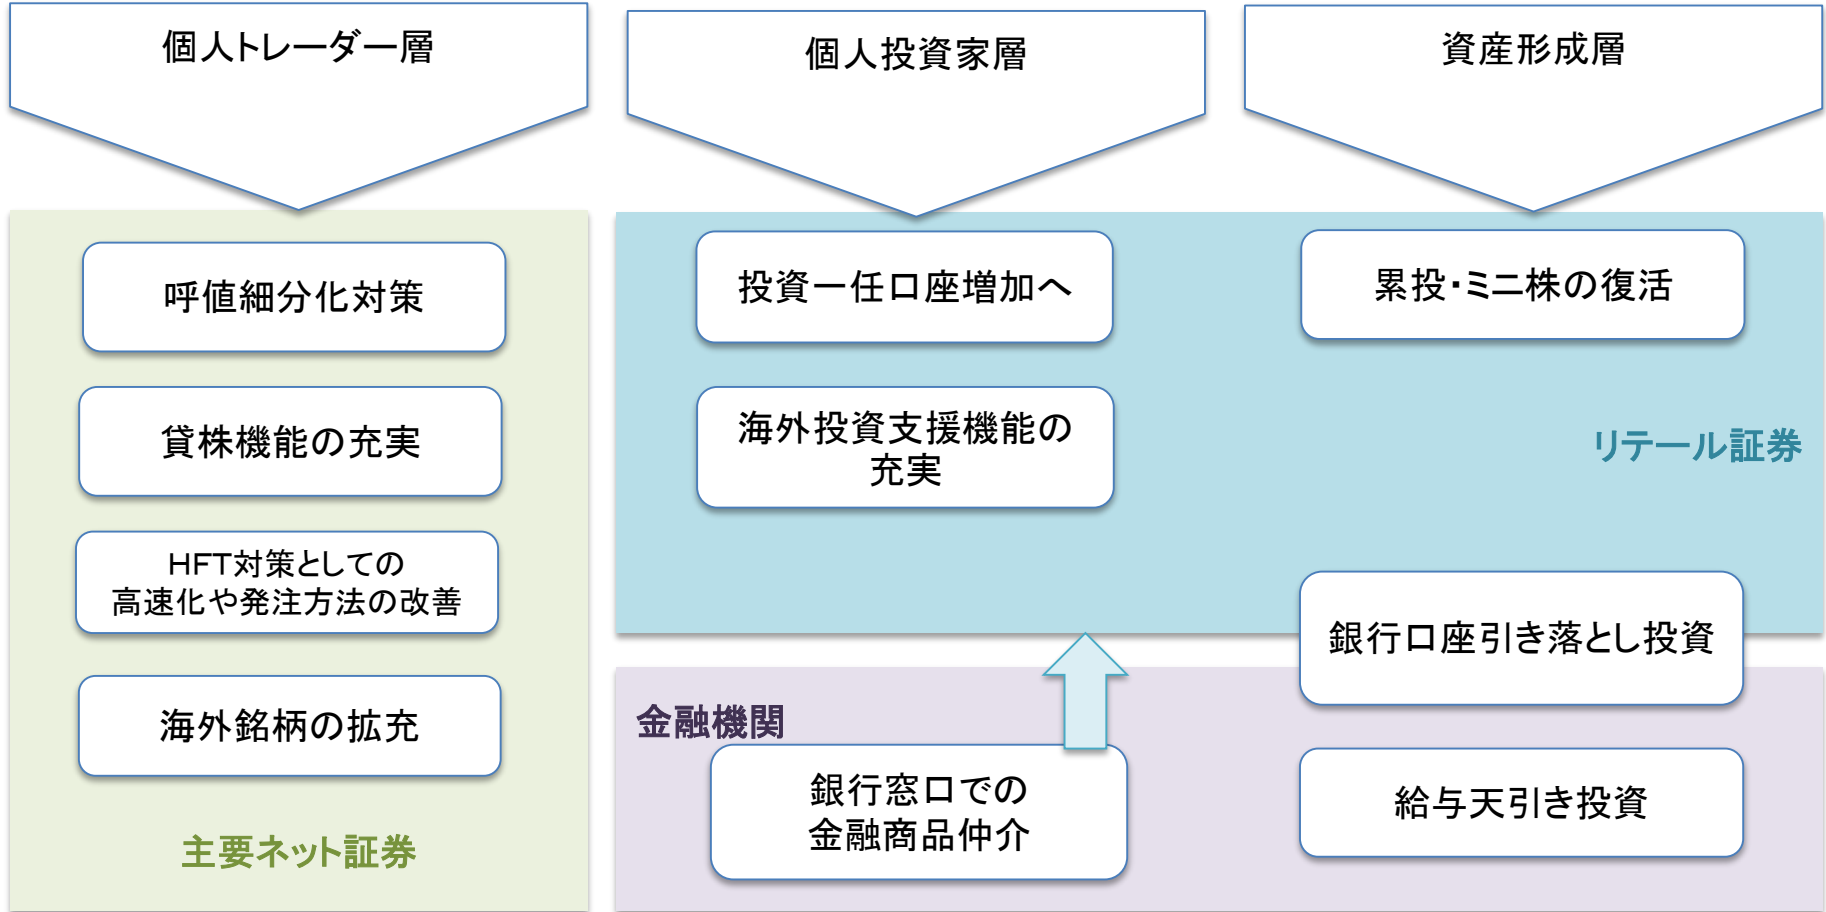 個人トレーダー層
個人投資家層
資産形成層
呼値細分化対策
貸株機能の充実
HFT対策としての
高速化や発注方法の改善
海外銘柄の拡充
主要ネット証券
投資一任口座増加へ
海外投資支援機能の
充実
累投・ミニ株の復活
リテール証券
銀行口座引き落とし投資
金融機関
銀行窓口での
金融商品仲介
給与天引き投資